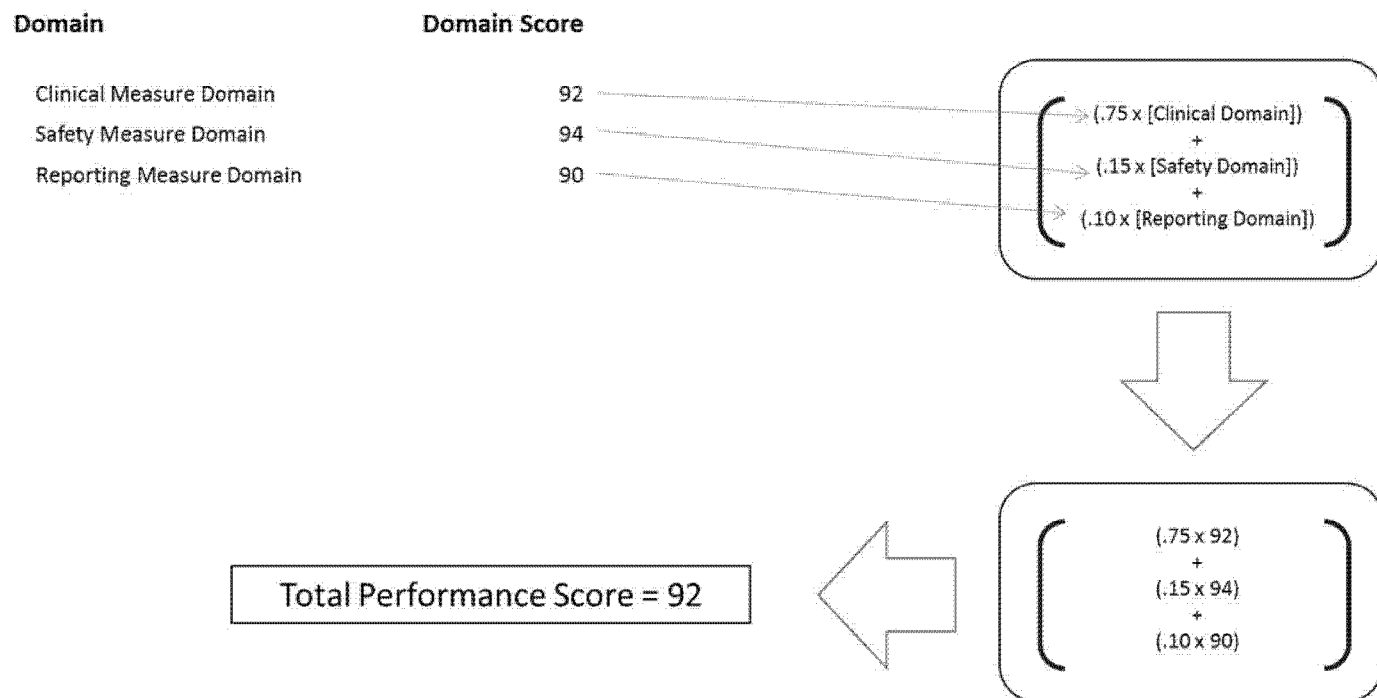 Domain Domain Score
Clinical Measure Domain 92
Safety Measure Domain 94
Reporting Measure Domain 90
(.75 x [Clinical Domain])
+
(.15 x [Safety Domain])
+
(.10 x [Reporting Domain])
(.75 x 92)
+
(.15 x 94)
+
(.10 x 90)
Total Performance Score = 92